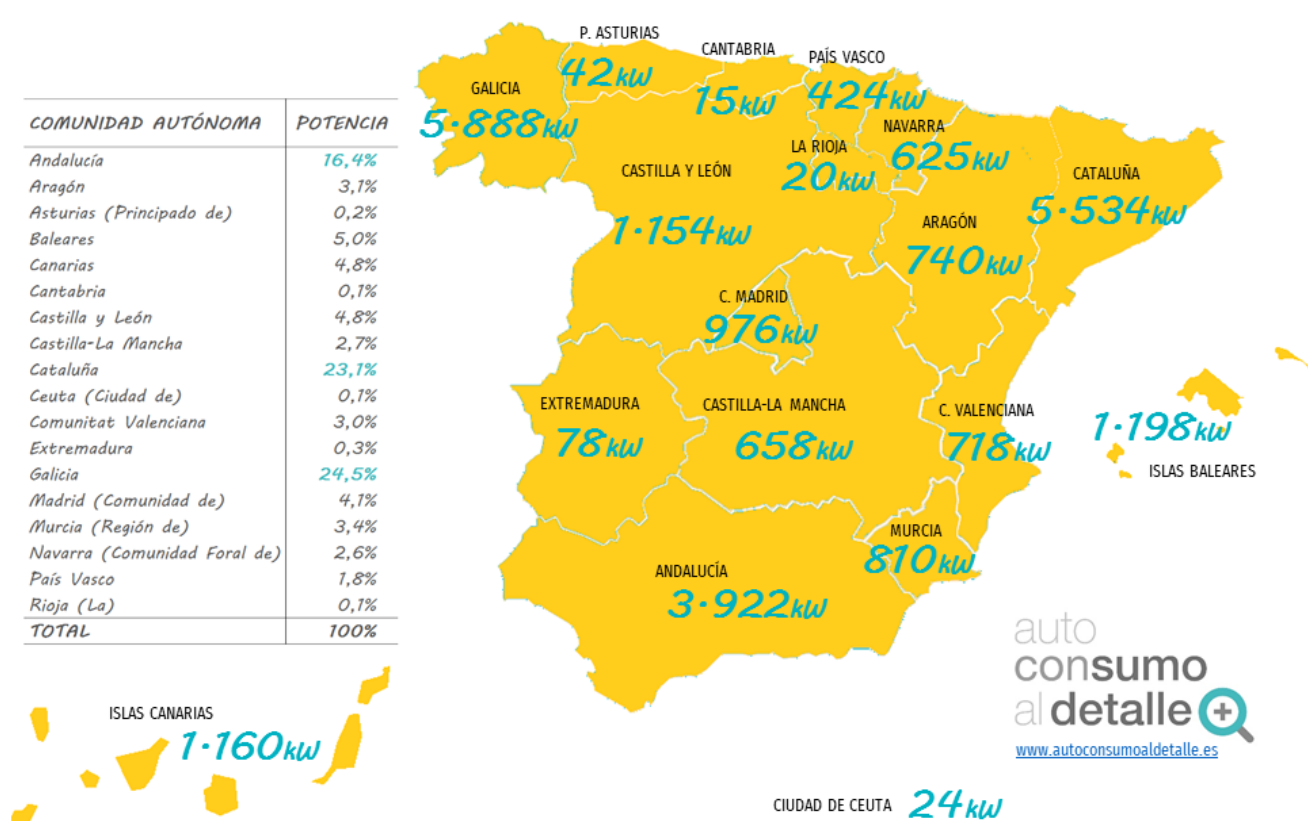 COMUNIDAD AUTÓNOMA POTENCIA
Andalucía 16,4%
Aragón 3,1%
Asturias (Principado de) 0,2%
Baleares 5,0%
Canarias 4,8%
Cantabria 0,1%
Castilla y León 4,8%
Castilla-La Mancha 2,7%
Cataluña 23,1%
Ceuta (Ciudad de) 0,1%
Comunitat Valenciana 3,0%
Extremadura 0,3%
Galicia 24,5%
Madrid (Comunidad de) 4,1%
Murcia (Región de) 3,4%
Navarra (Comunidad Foral de) 2,6%
País Vasco 1,8%
Rioja (La) 0,1%
TOTAL 100%
P. ASTURIAS
42kW
CANTABRIA
15kW
PAÍS VASCO
424kW
GALICIA
5.888kW
NAVARRA
625kW
LA RIOJA
20kW
CASTILLA Y LEÓN
1.154kW
CATALUÑA
5.534kW
ARAGÓN
740kW
C. MADRID
976kW
EXTREMADURA
78kW
CASTILLA-LA MANCHA
658kW
C. VALENCIANA
718kW
1.198kW
ISLAS BALEARES
MURCIA
810kW
ANDALUCÍA
3.922kW
ISLAS CANARIAS
1.160kW
auto
consumo
al detalle
www.autoconsumoaldetalle.es
CIUDAD DE CEUTA 24kW